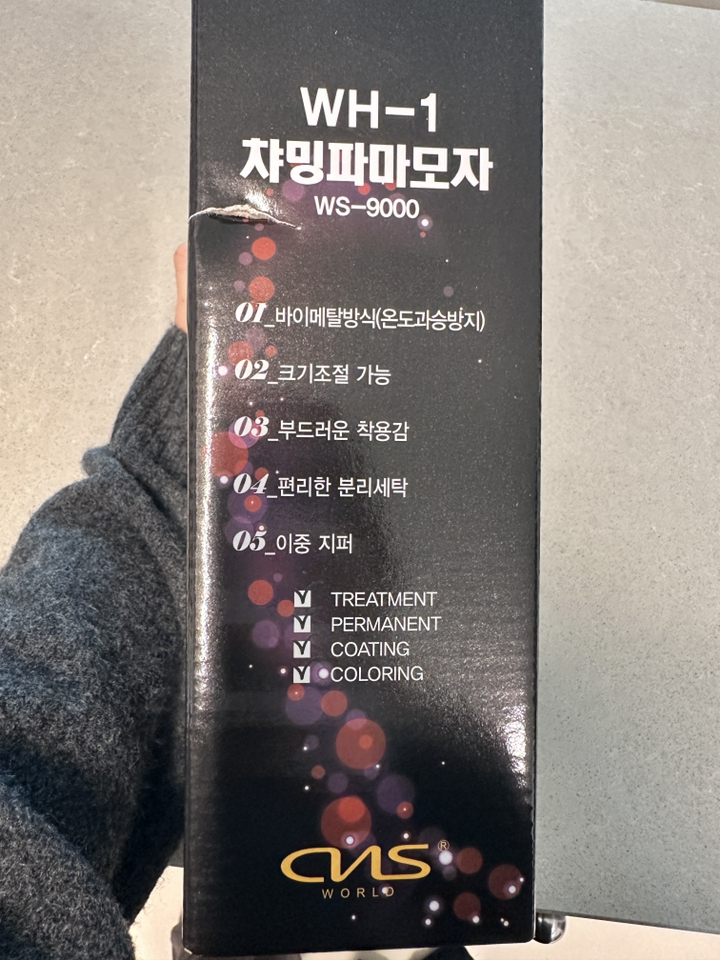 WH-1
챠밍파마모자
WS-9000
01_바이메탈방식(온도과승방지)
02_크기조절 가능
03_부드러운 착용감
04_편리한 분리세탁
05_이중 지퍼
TREATMENT
PERMANENT
COATING
COLORING
CNS®
WORLD